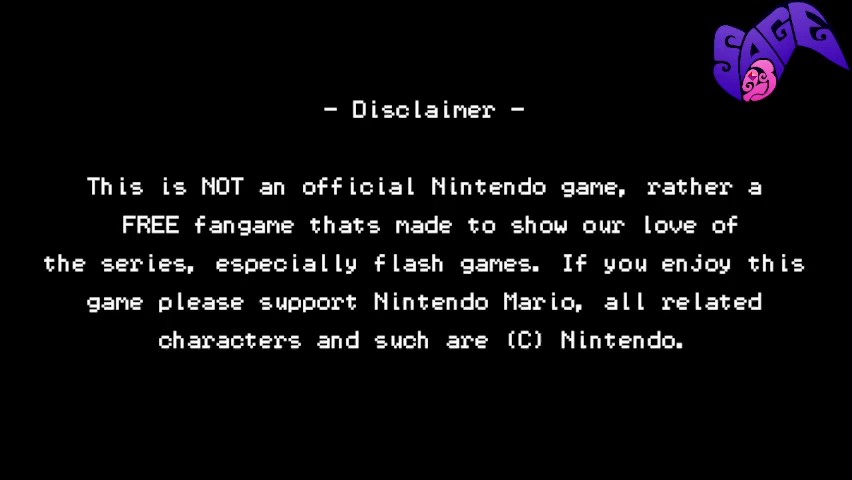 SAGE
- Disclaimer -
This is NOT an official Nintendo game, rather a
FREE fangame thats made to show our love of
the series, especially flash games. If you enjoy this
game please support Nintendo Mario, all related
characters and such are (C) Nintendo.